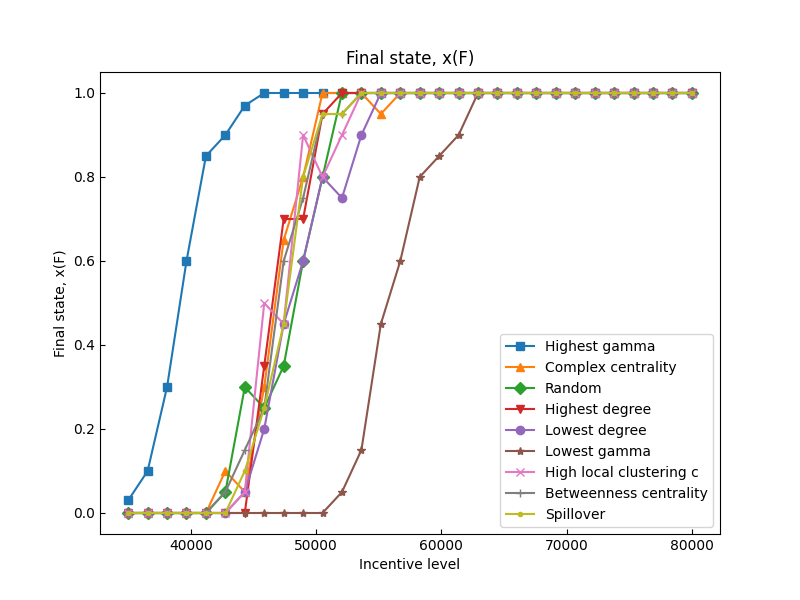 Final state, x(F)
1.0
0.8
0.6
0.4
0.2
0.0
Final state, x(F)
Highest gamma
Complex centrality
Random
Highest degree
Lowest degree
Lowest gamma
High local clustering c
Betweenness centrality
Spillover
40000 50000 60000 70000 80000
Incentive level